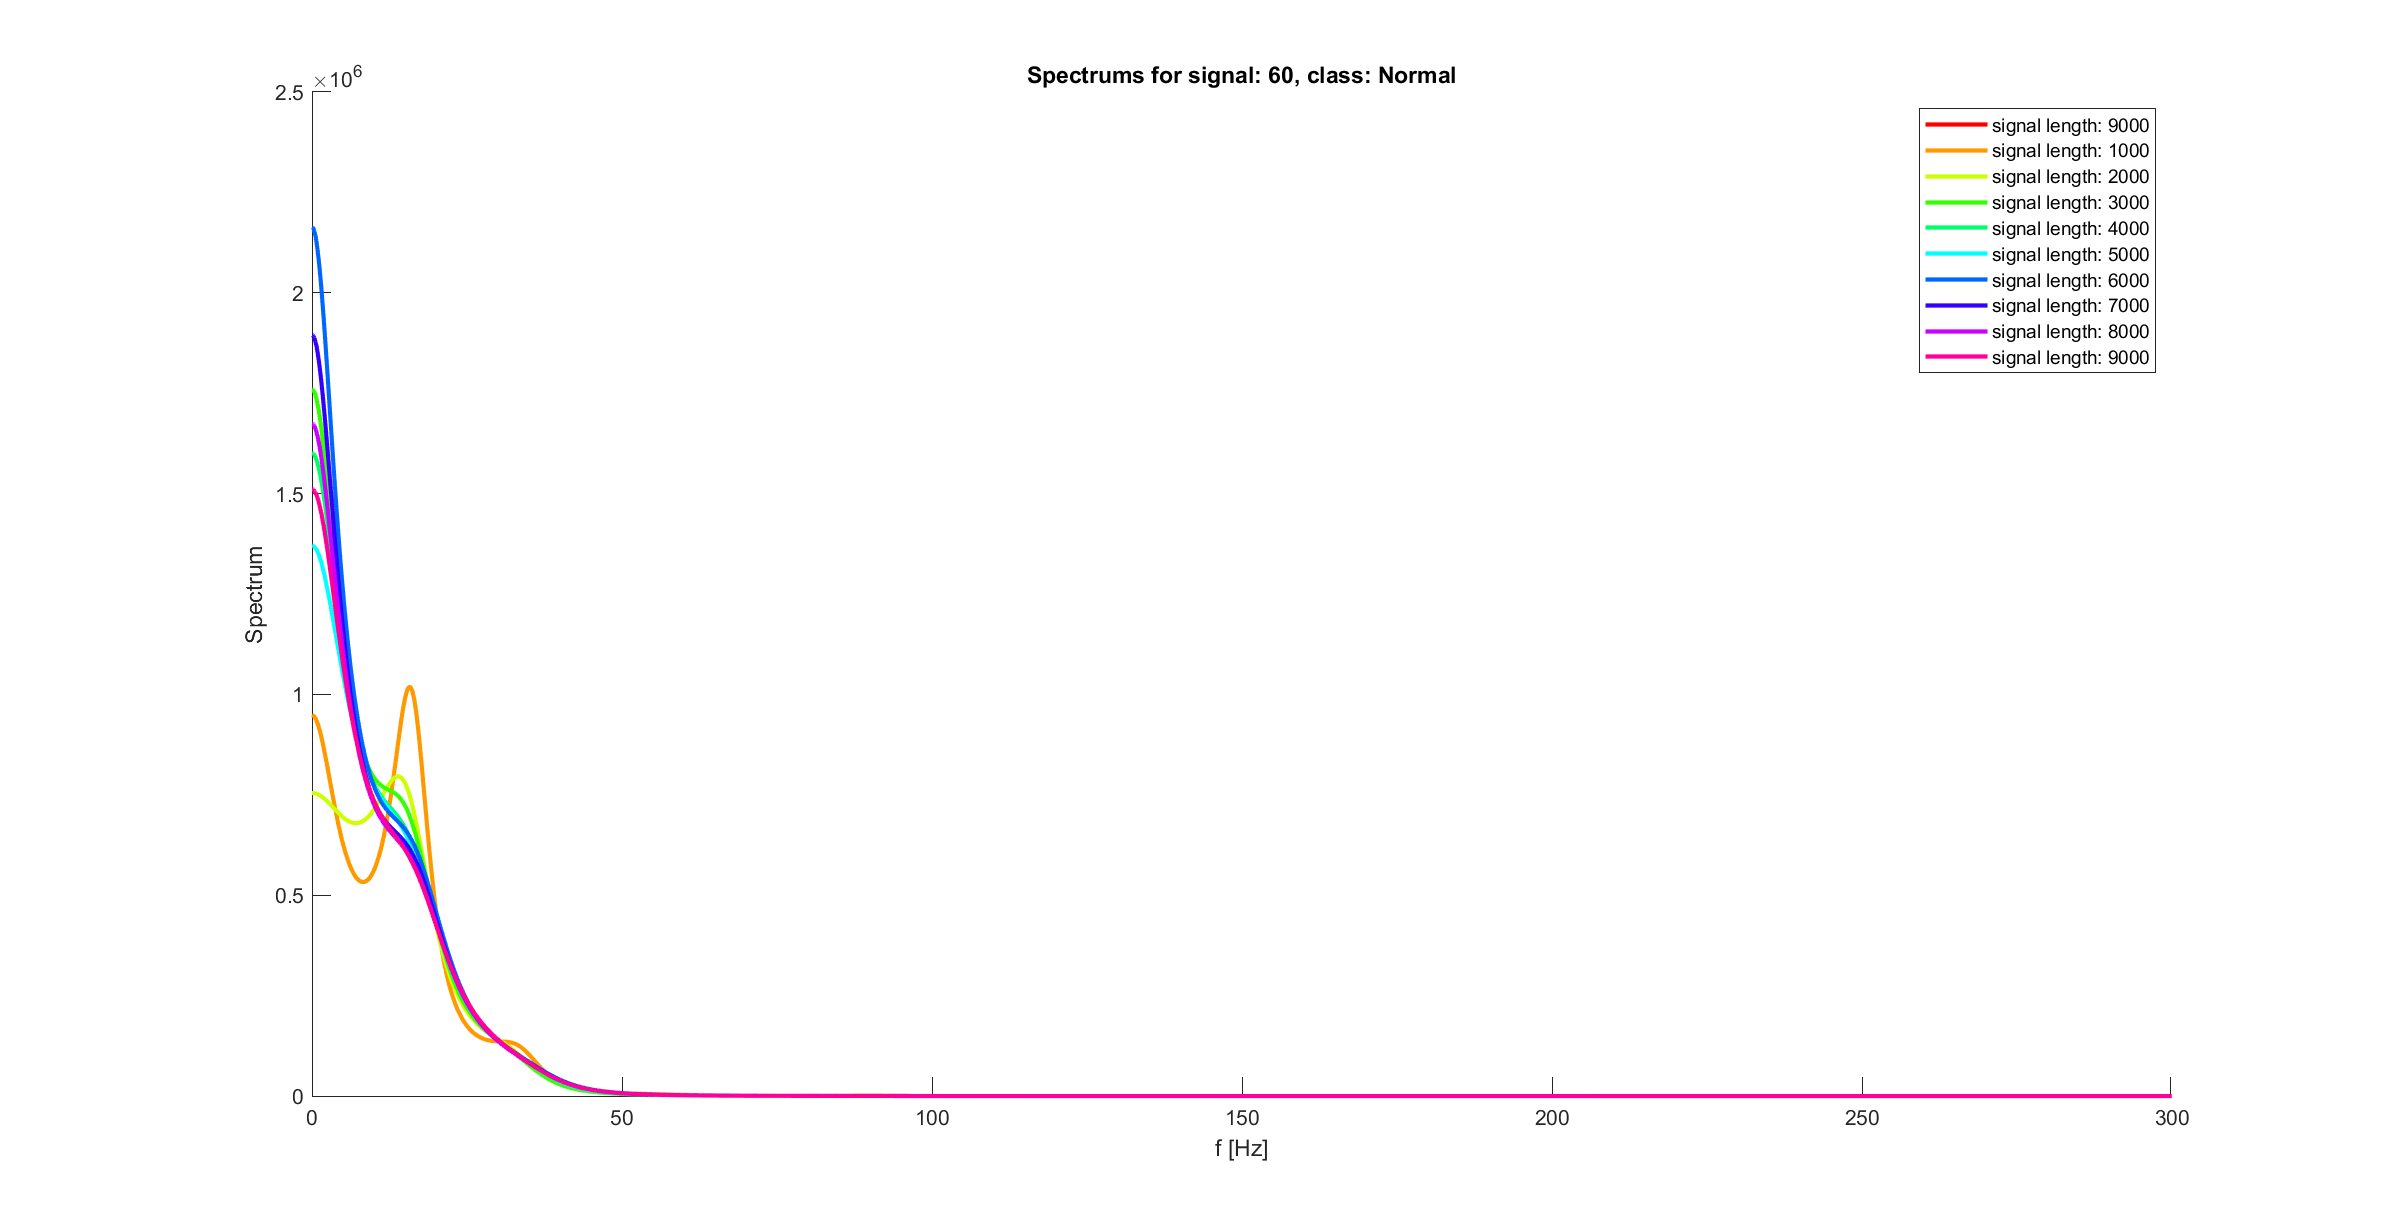 Spectrums for signal: 60, class: Normal
×10^6
2.5
2
1.5
1
0.5
0
Spectrum
0 50 100 150 200 250 300
f [Hz]
signal length: 9000
signal length: 1000
signal length: 2000
signal length: 3000
signal length: 4000
signal length: 5000
signal length: 6000
signal length: 7000
signal length: 8000
signal length: 9000